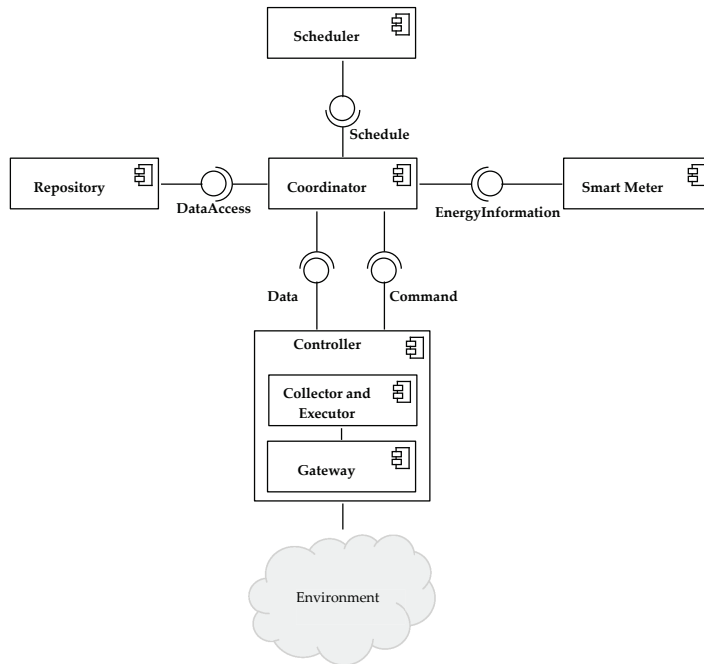 Scheduler
Schedule
Repository
DataAccess
Coordinator
EnergyInformation
Smart Meter
Data
Command
Controller
Collector and
Executor
Gateway
Environment